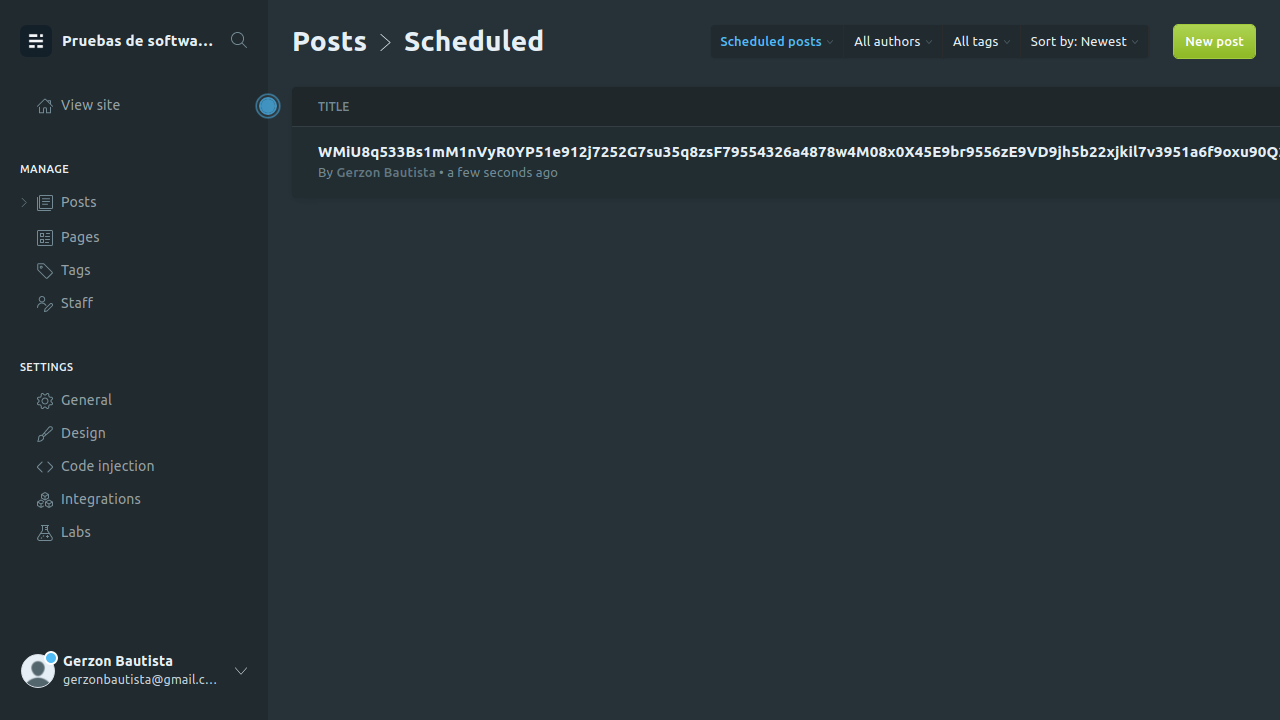 Pruebas de softwa...
Posts > Scheduled
Scheduled posts
All authors
All tags
Sort by: Newest
New post
View site
MANAGE
Posts
Pages
Tags
Staff
SETTINGS
General
Design
Code injection
Integrations
Labs
Gerzon Bautista
gerzonbautista@gmail.c...
TITLE
WMiU8q533Bs1mM1nVyR0YP51e912j7252G7su35q8zsF79554326a4878w4M08x0X45E9br9556zE9VD9jh5b22xjkil7v3951a6f9oxu90Q
By Gerzon Bautista • a few seconds ago